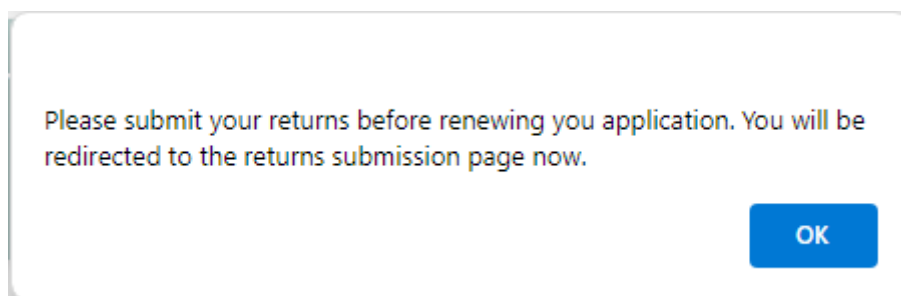 Please submit your returns before renewing you application. You will be
redirected to the returns submission page now.
OK